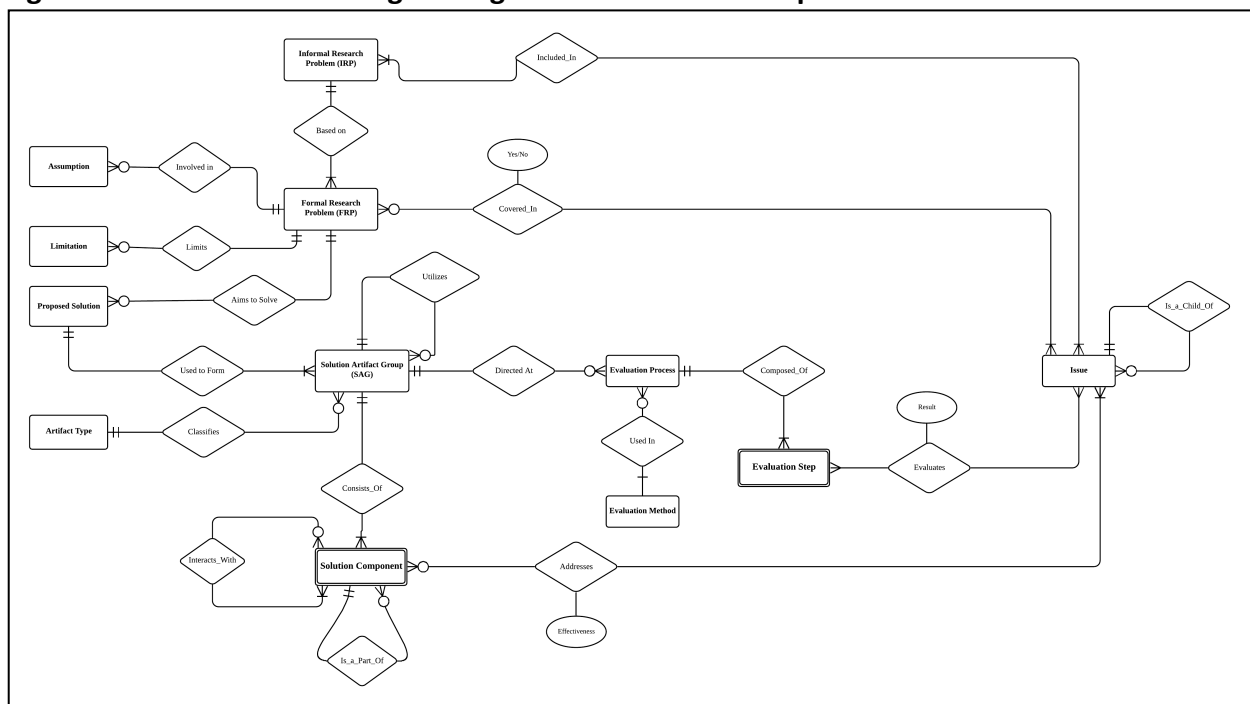 Informal Research
Problem (IRP)
Included_In
Based on
Yes/No
Assumption
Involved in
Formal Research
Problem (FRP)
Covered_In
Limitation
Limits
Utilizes
Proposed Solution
Aims to Solve
Is_a_Child_Of
Used to Form
Solution Artifact Group
(SAG)
Directed At
Evaluation Process
Composed_Of
Issue
Artifact Type
Classifies
Result
Used In
Evaluation Step
Evaluates
Consists_Of
Evaluation Method
Interacts_With
Solution Component
Addresses
Effectiveness
Is_a_Part_Of